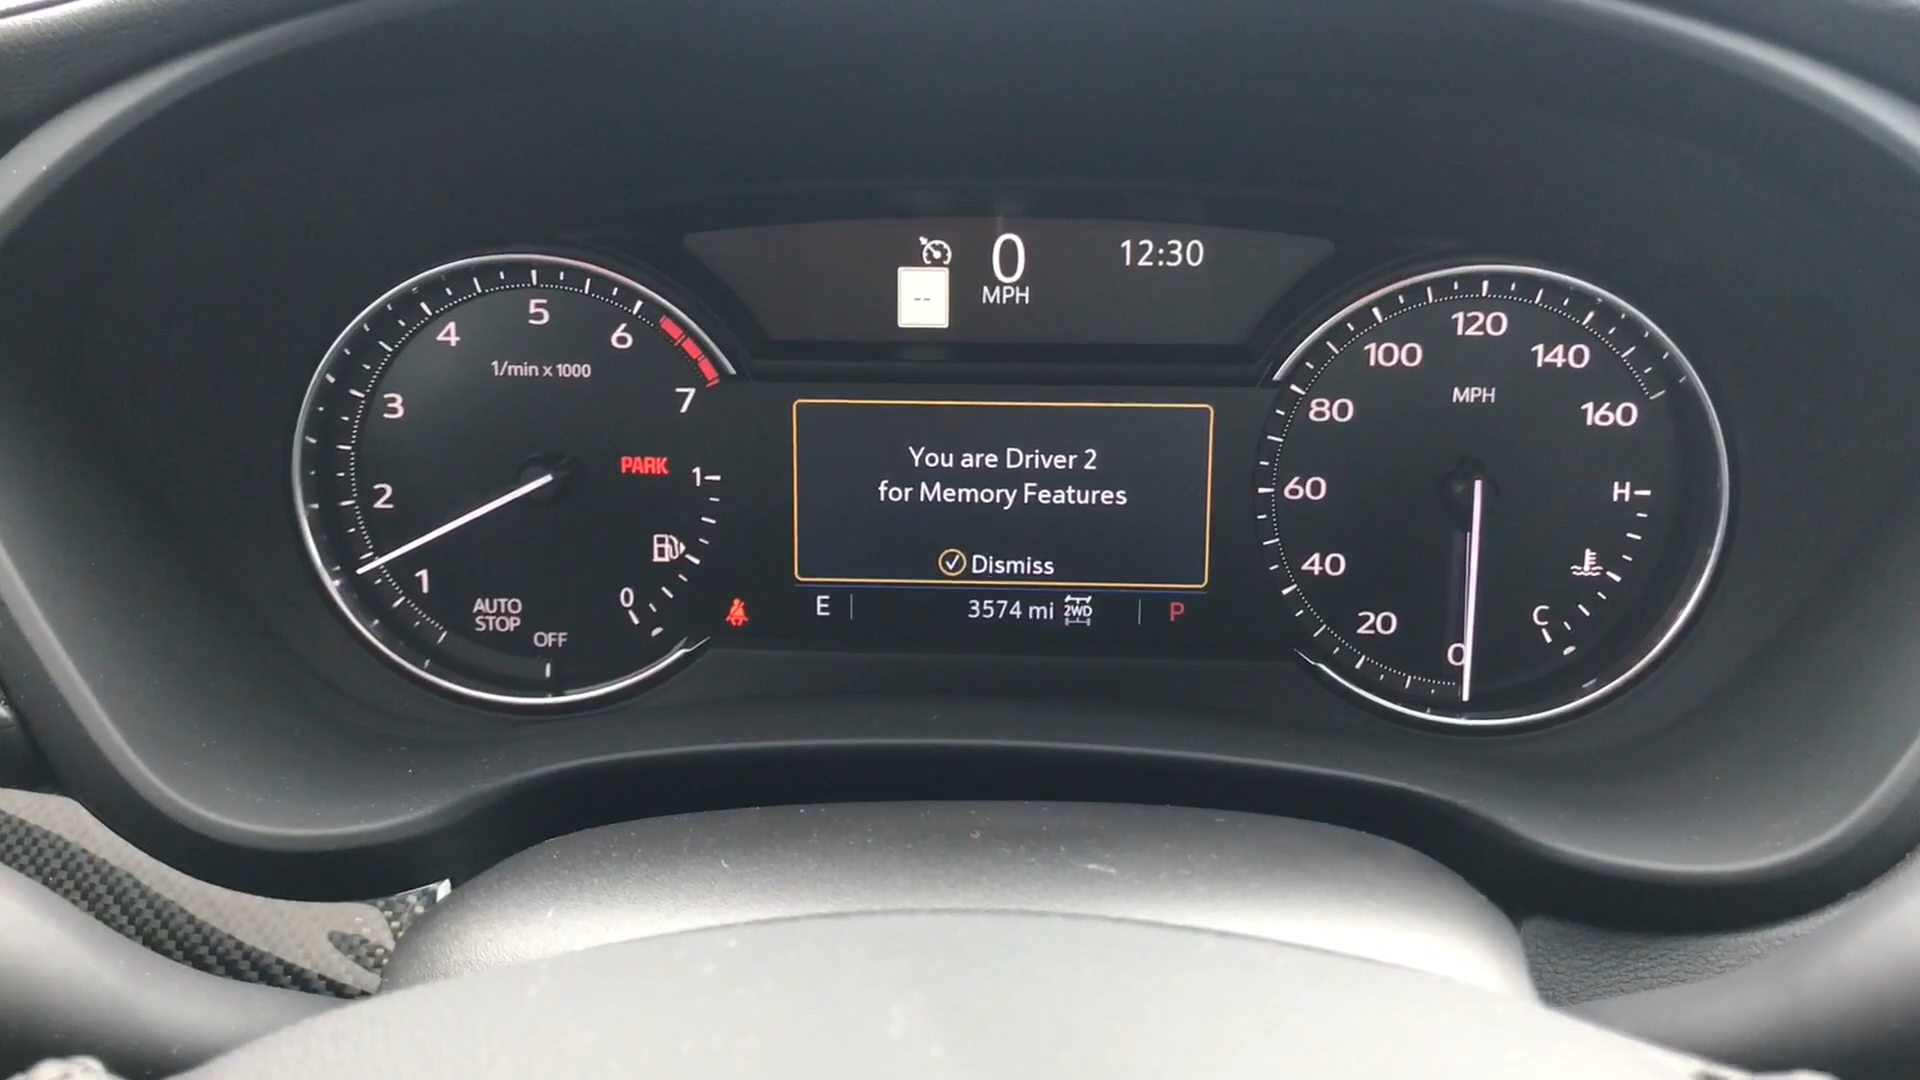 0
MPH
--
12:30
1
2
3
4
5
6
7
1/min x 1000
PARK
1
0
AUTO
STOP
OFF
You are Driver 2
for Memory Features
Dismiss
E
3574 mi
2WD
P
0
20
40
60
80
100
120
140
160
MPH
H
C